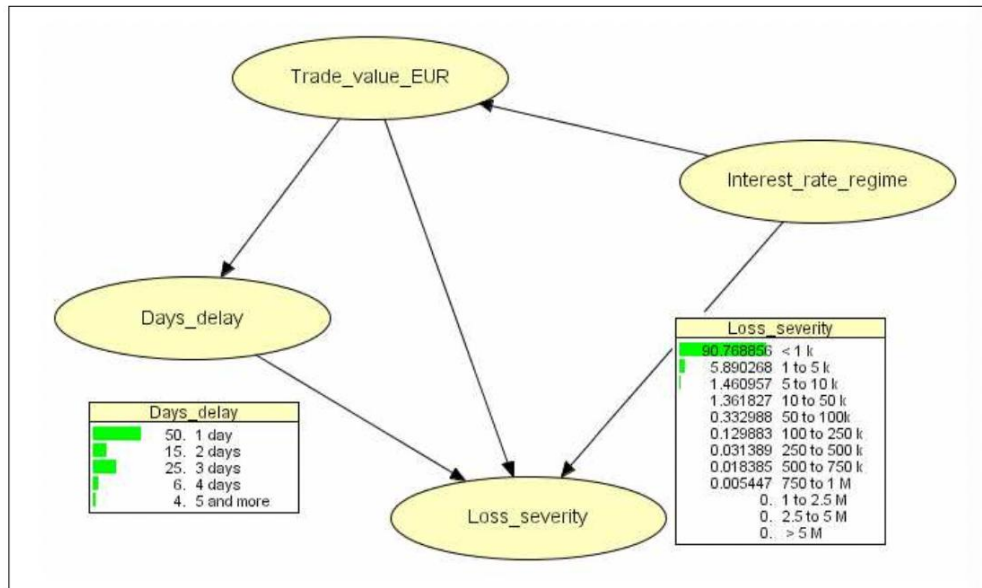 Trade_value_EUR
Interest_rate_regime
Days_delay
Loss_severity
90.768856 < 1 k
5.890268 1 to 5 k
1.460957 5 to 10 k
1.361827 10 to 50 k
0.332988 50 to 100k
0.129883 100 to 250 k
0.031389 250 to 500 k
0.018385 500 to 750 k
0.005447 750 to 1 M
0. 1 to 2.5 M
0. 2.5 to 5 M
0. > 5 M
Days_delay
50. 1 day
15. 2 days
25. 3 days
6. 4 days
4. 5 and more
Loss_severity